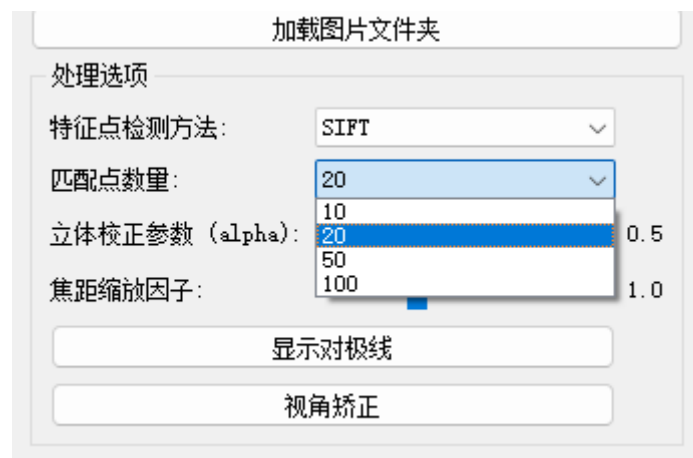 加载图片文件夹
处理选项
特征点检测方法: SIFT
匹配点数量: 20
10
立体校正参数 (alpha): 20 0.5
50
焦距缩放因子: 100 1.0
显示对极线
视角矫正